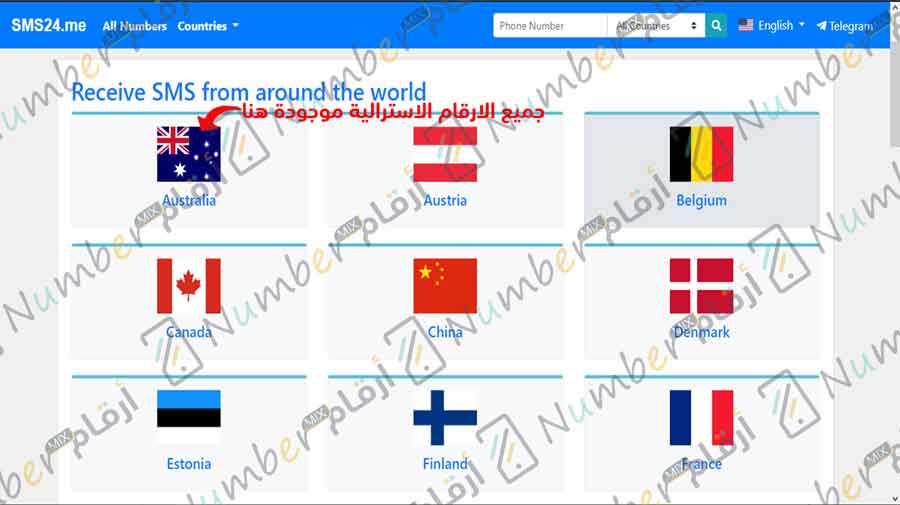 SMS24.me All Numbers Countries Phone Number All Countries English Telegram
Receive SMS from around the world
جميع الارقام الاسترالية موجودة هنا
Australia Austria Belgium
Canada China Denmark
Estonia Finland France
Number MIX أرقام